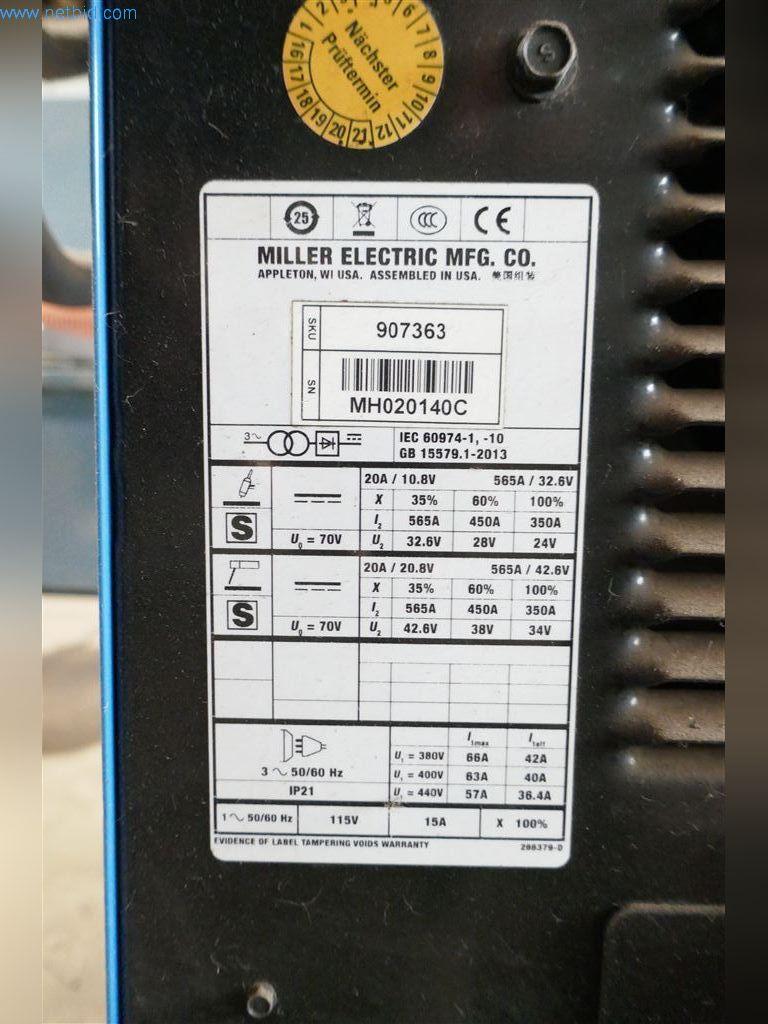 www.netbid.com
1 2 3 4 5 6 7 8 9 10 11 12 21 20 19 18 17 16
Nächster
Prüftermin
S
25 CCC CE
MILLER ELECTRIC MFG. CO.
APPLETON, WI USA. ASSEMBLED IN USA. 美国组装
SKU 907363
SN
MH020140C
3~ IEC 60974-1, -10
GB 15579.1-2013
20A / 10.8V 565A / 32.6V
X 35% 60% 100%
S I2 565A 450A 350A
U0 = 70V U2 32.6V 28V 24V
20A / 20.8V 565A / 42.6V
X 35% 60% 100%
S I2 565A 450A 350A
U0 = 70V U2 42.6V 38V 34V
I1max I1eff
U1 = 380V 66A 42A
3 ~ 50/60 Hz U1 = 400V 63A 40A
IP21 U1 = 440V 57A 36.4A
1 ~ 50/60 Hz 115V 15A X 100%
EVIDENCE OF LABEL TAMPERING VOIDS WARRANTY 288379-D